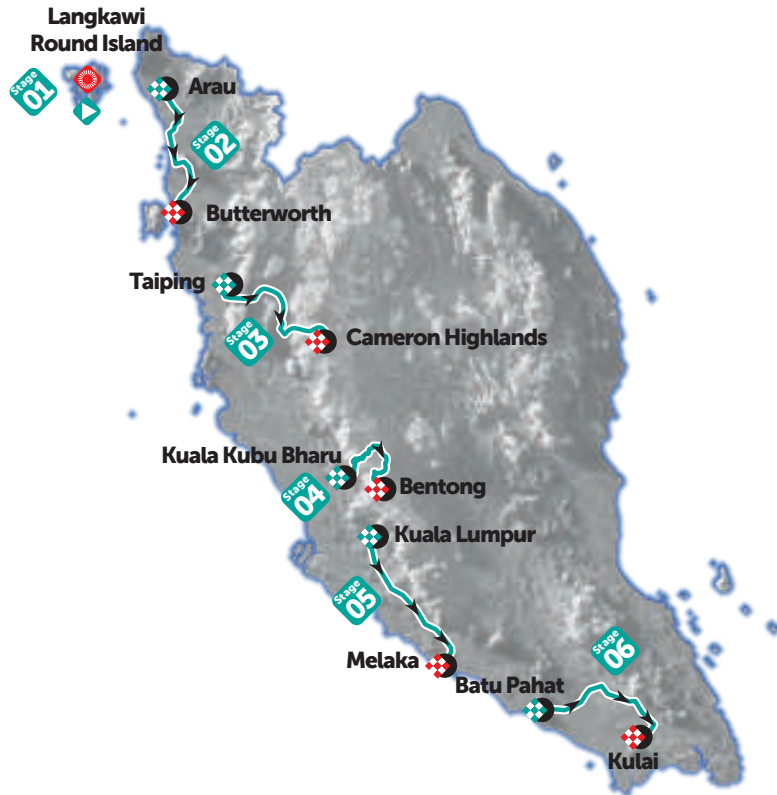 Langkawi
Round Island
Stage
01
Arau
Stage
02
Butterworth
Taiping
Stage
03
Cameron Highlands
Kuala Kubu Bharu
Stage
04
Bentong
Kuala Lumpur
Stage
05
Melaka
Stage
06
Batu Pahat
Kulai